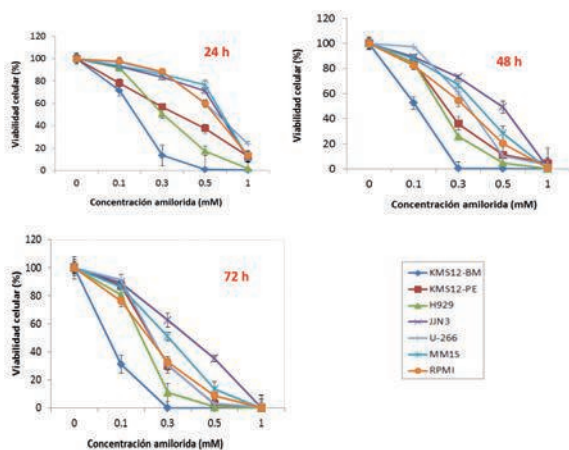 24 h
Viabilidad celular (%)
120
100
80
60
40
20
0
0 0.1 0.3 0.5 1
Concentración amilorida (mM)
48 h
Viabilidad celular (%)
120
100
80
60
40
20
0
0 0.1 0.3 0.5 1
Concentración amilorida (mM)
72 h
Viabilidad celular (%)
120
100
80
60
40
20
0
0 0.1 0.3 0.5 1
Concentración amilorida (mM)
KMS12-BM
KMS12-PE
H929
JJN3
U-266
MM1S
RPMI